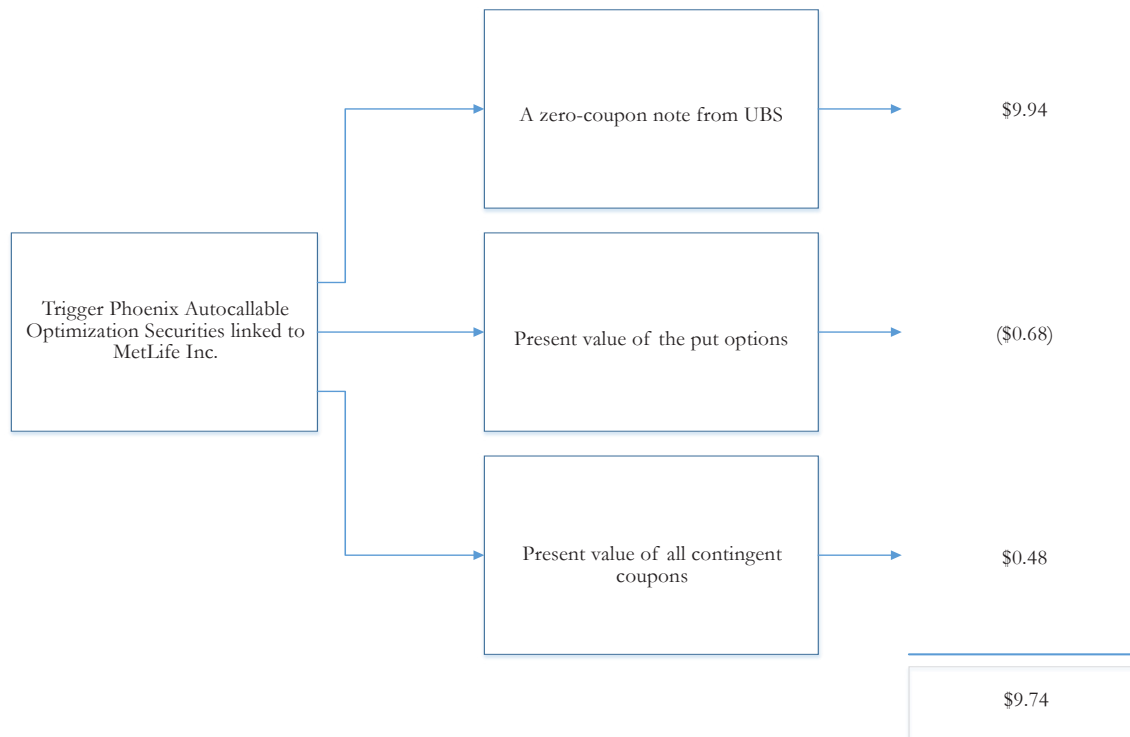 A zero-coupon note from UBS
$9.94
Trigger Phoenix Autocallable
Optimization Securities linked to
MetLife Inc.
Present value of the put options
($0.68)
Present value of all contingent
coupons
$0.48
$9.74